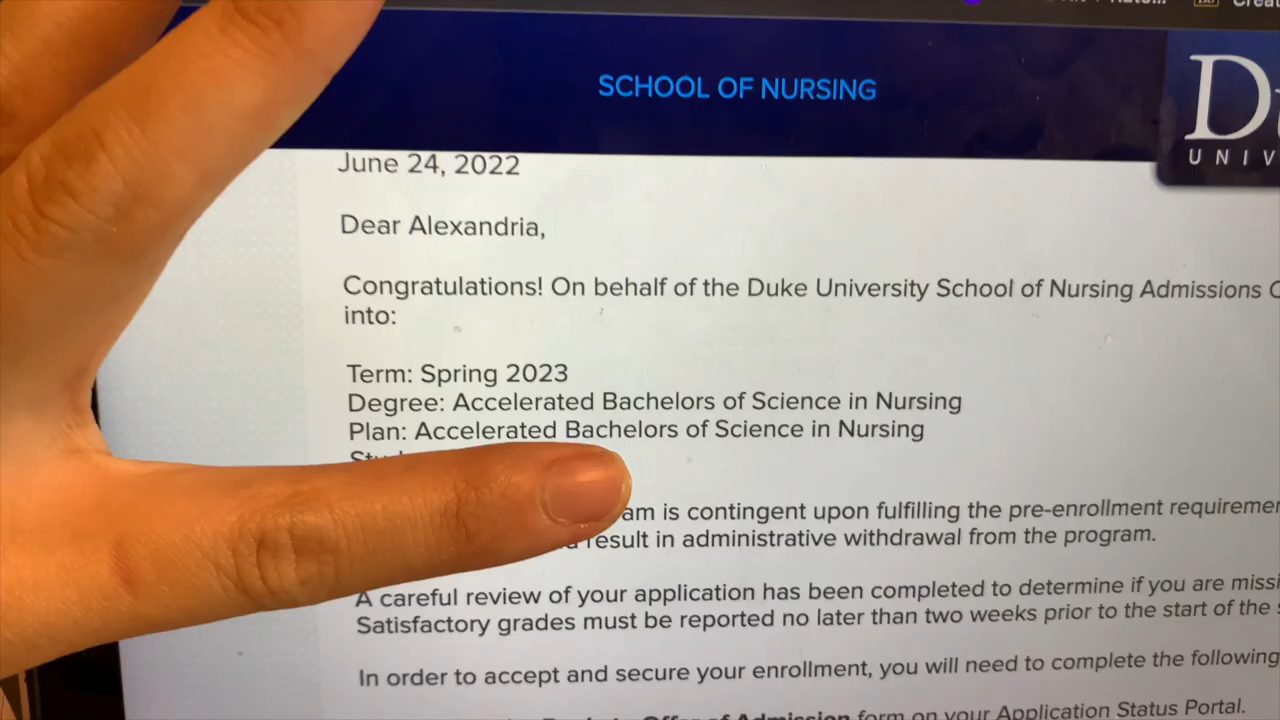 SCHOOL OF NURSING
UNIV
June 24, 2022
Dear Alexandria,
Congratulations! On behalf of the Duke University School of Nursing Admissions
into:
Term: Spring 2023
Degree: Accelerated Bachelors of Science in Nursing
Plan: Accelerated Bachelors of Science in Nursing
am is contingent upon fulfilling the pre-enrollment requiremen
result in administrative withdrawal from the program.
A careful review of your application has been completed to determine if you are missi
Satisfactory grades must be reported no later than two weeks prior to the start of the
In order to accept and secure your enrollment, you will need to complete the following
Offer of Admission form on your Application Status Portal.